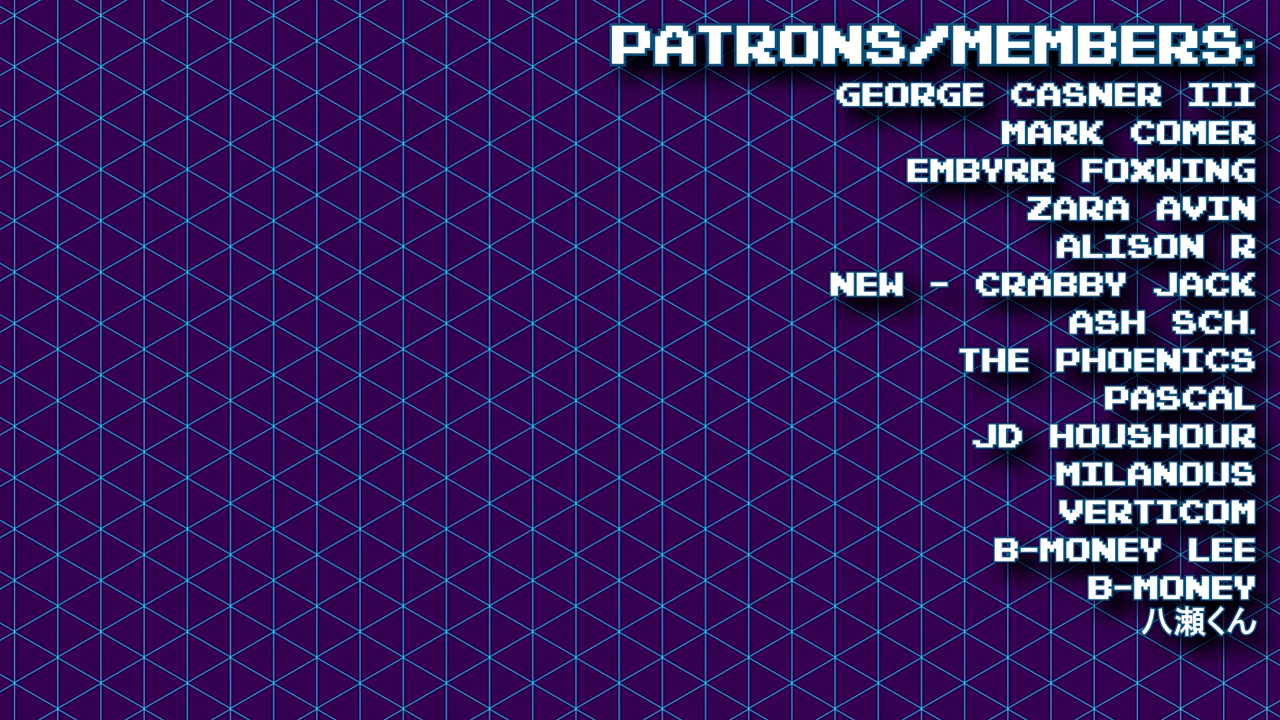 PATRONS/MEMBERS:
GEORGE CASNER III
MARK COMER
EMBYRR FOXWING
ZARA AVIN
ALISON R
NEW - CRABBY JACK
ASH SCH.
THE PHOENICS
PASCAL
JD HOUSHOUR
MILANOUS
VERTICOM
B-MONEY LEE
B-MONEY
八瀬くん